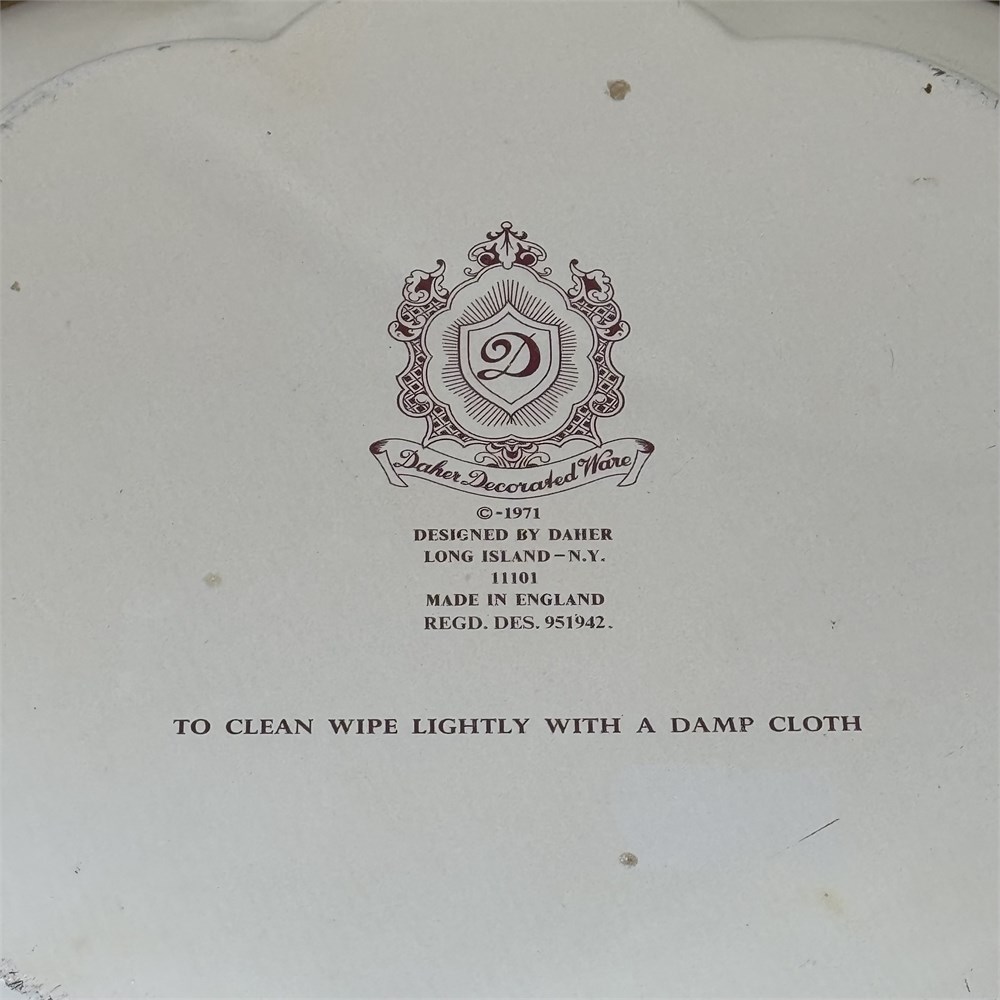 D
Daher Decorated Ware
©-1971
DESIGNED BY DAHER
LONG ISLAND-N.Y.
11101
MADE IN ENGLAND
REGD. DES. 951942.
TO CLEAN WIPE LIGHTLY WITH A DAMP CLOTH